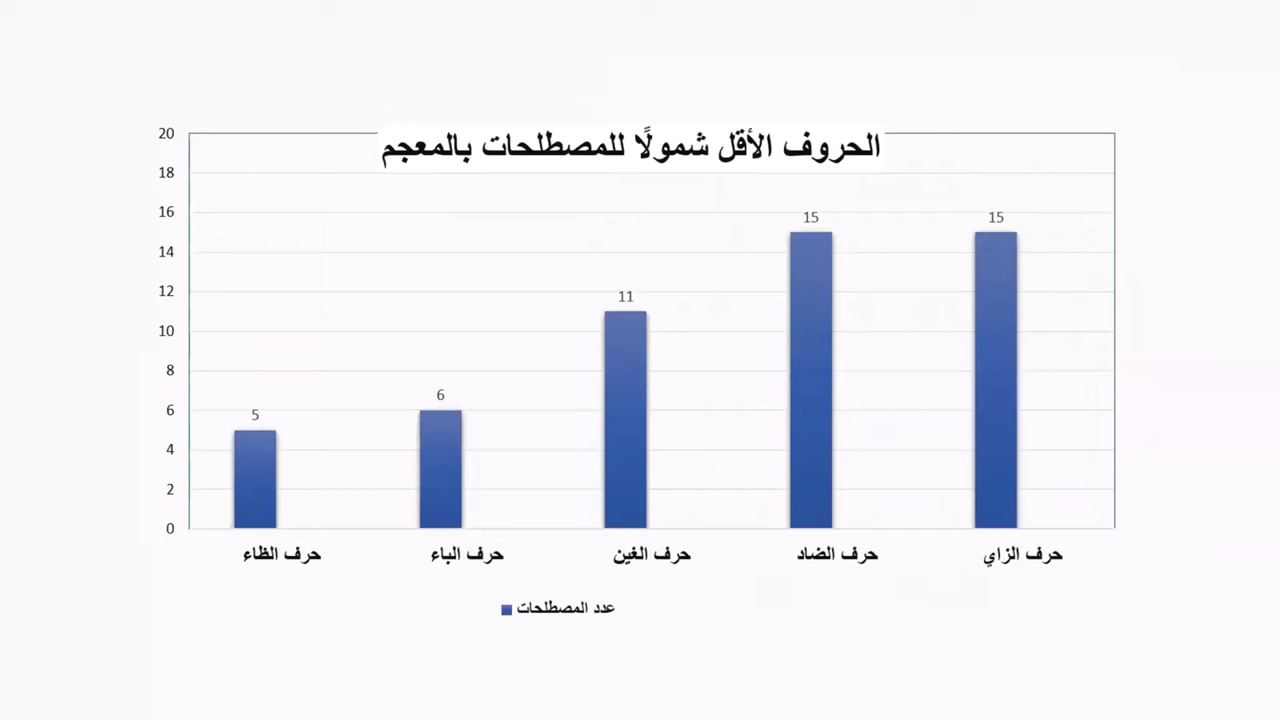 الحروف الأقل شمولًا للمصطلحات بالمعجم
20
18
16
14
12
10
8
6
4
2
0
5
6
11
15
15
حرف الظاء
حرف الباء
حرف الغين
حرف الضاد
حرف الزاي
عدد المصطلحات